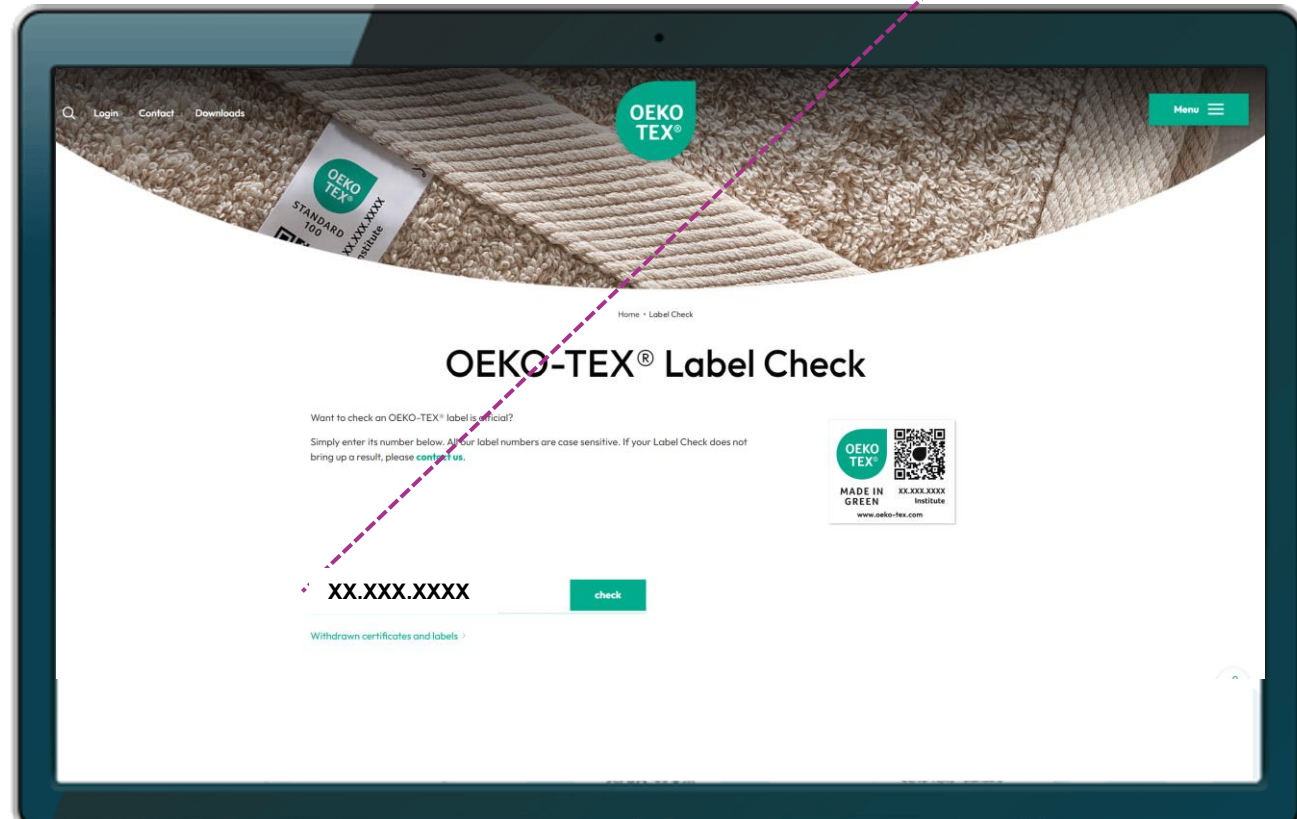 Login Contact Downloads
OEKO
TEX®
Menu
OEKO
TEX®
STANDARD
100
XX.XXX.XXXX
Institute
Home • Label Check
OEKO-TEX® Label Check
Want to check an OEKO-TEX® label is official?
Simply enter its number below. All our label numbers are case sensitive. If your Label Check does not
bring up a result, please contact us.
OEKO
TEX®
MADE IN
GREEN
XX.XXX.XXXX
Institute
www.oeko-tex.com
XX.XXX.XXXX
check
Withdrawn certificates and labels >